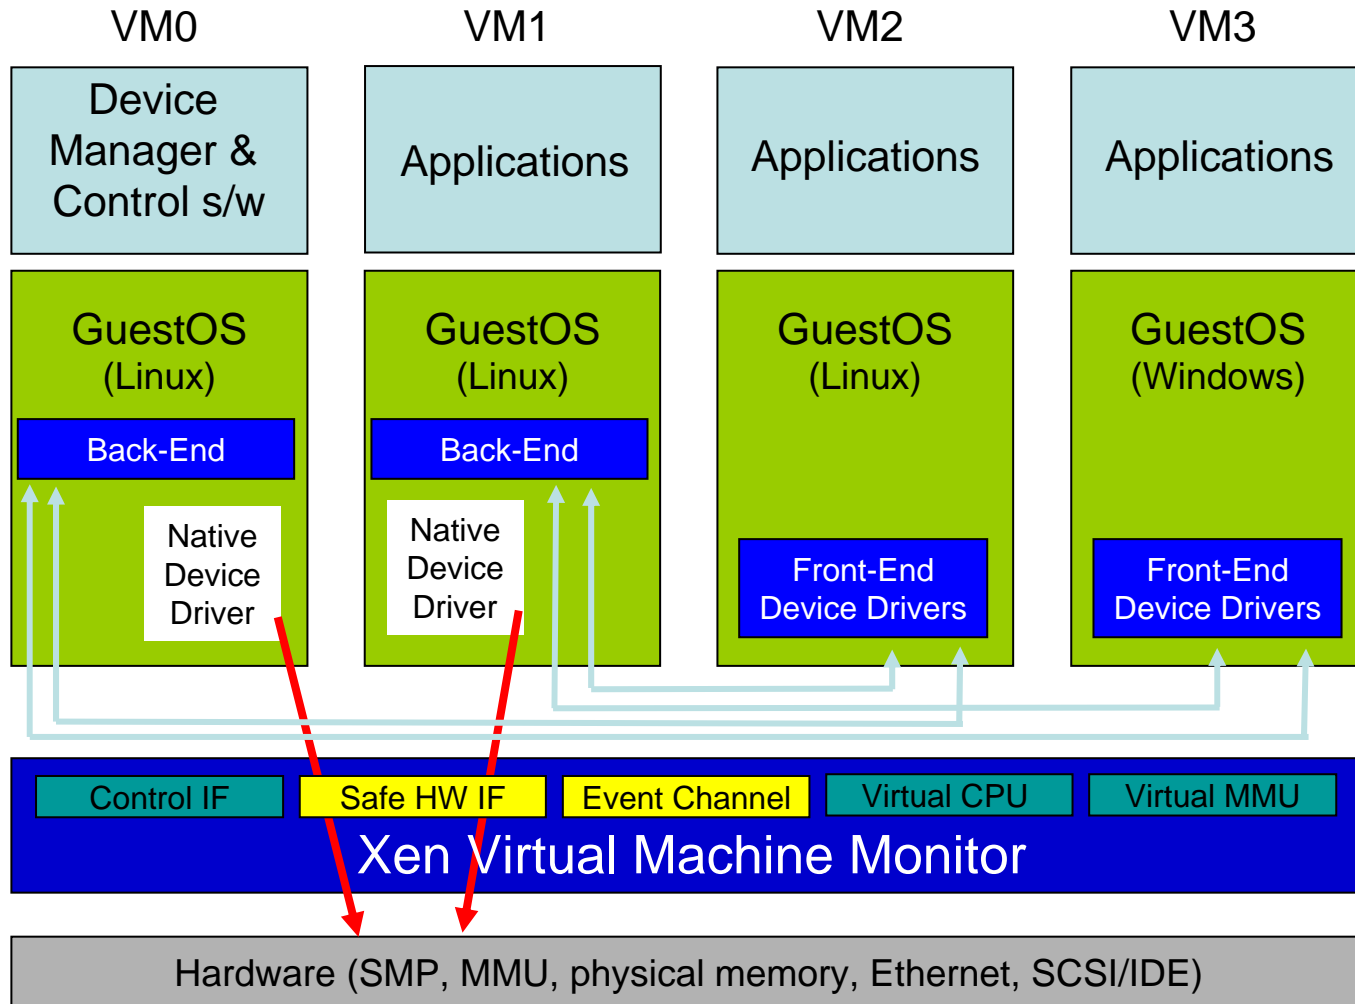 VM0
VM1
VM2
VM3
Device
Manager &
Control s/w
Applications
Applications
Applications
GuestOS
(Linux)
GuestOS
(Linux)
GuestOS
(Linux)
GuestOS
(Windows)
Back-End
Back-End
Native
Device
Driver
Native
Device
Driver
Front-End
Device Drivers
Front-End
Device Drivers
Control IF
Safe HW IF
Event Channel
Virtual CPU
Virtual MMU
Xen Virtual Machine Monitor
Hardware (SMP, MMU, physical memory, Ethernet, SCSI/IDE)